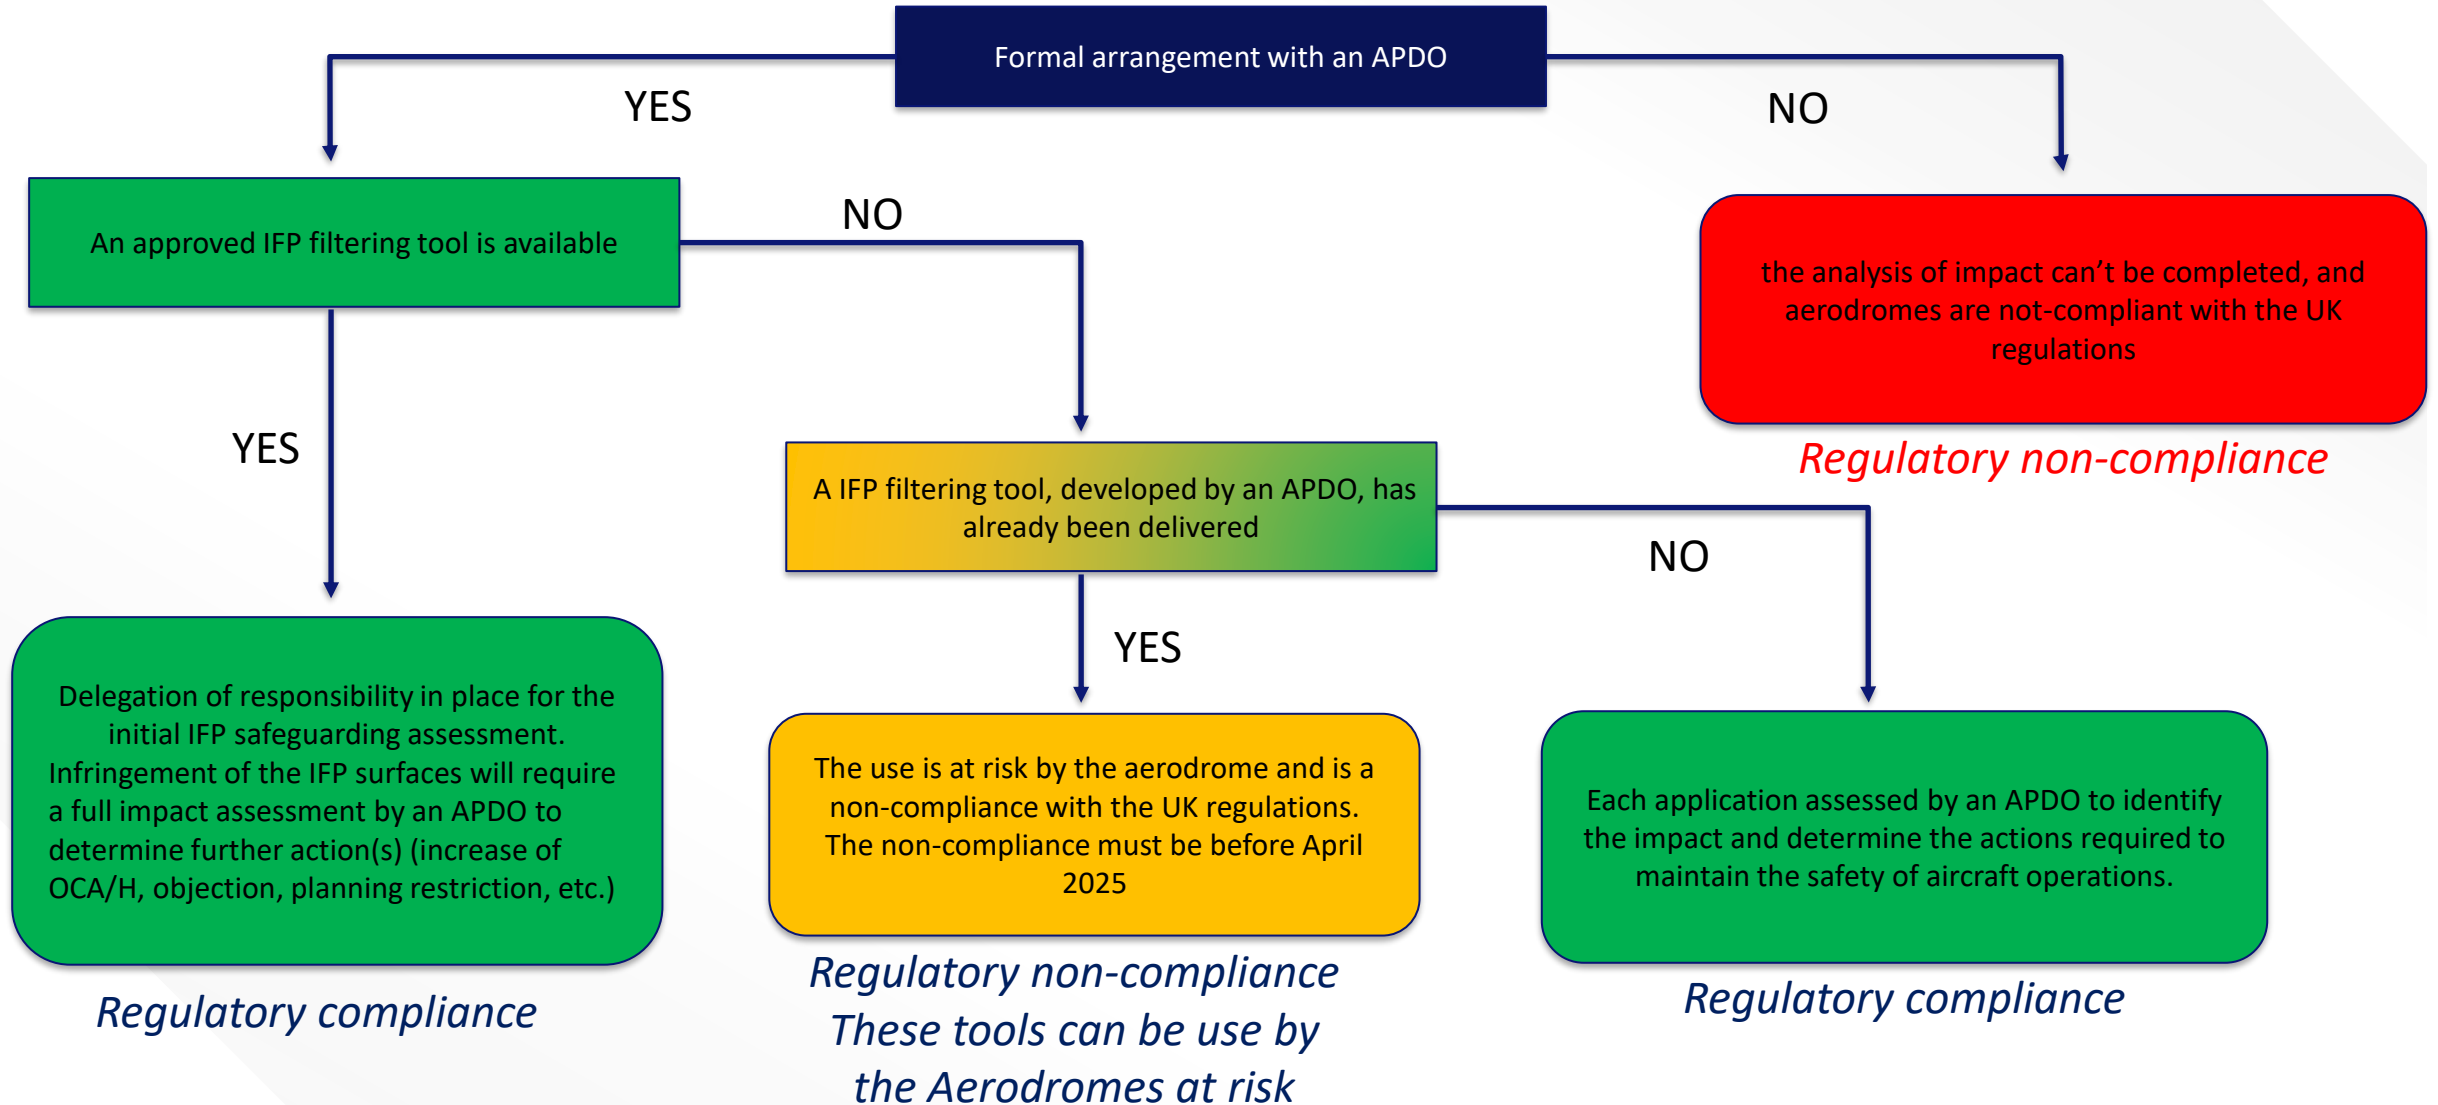 Formal arrangement with an APDO
YES
NO
An approved IFP filtering tool is available
NO
the analysis of impact can’t be completed, and
aerodromes are not-compliant with the UK
regulations
Regulatory non-compliance
YES
A IFP filtering tool, developed by an APDO, has
already been delivered
NO
YES
Delegation of responsibility in place for the
initial IFP safeguarding assessment.
Infringement of the IFP surfaces will require
a full impact assessment by an APDO to
determine further action(s) (increase of
OCA/H, objection, planning restriction, etc.)
Regulatory compliance
The use is at risk by the aerodrome and is a
non-compliance with the UK regulations.
The non-compliance must be before April
2025
Regulatory non-compliance
These tools can be use by
the Aerodromes at risk
Each application assessed by an APDO to identify
the impact and determine the actions required to
maintain the safety of aircraft operations.
Regulatory compliance